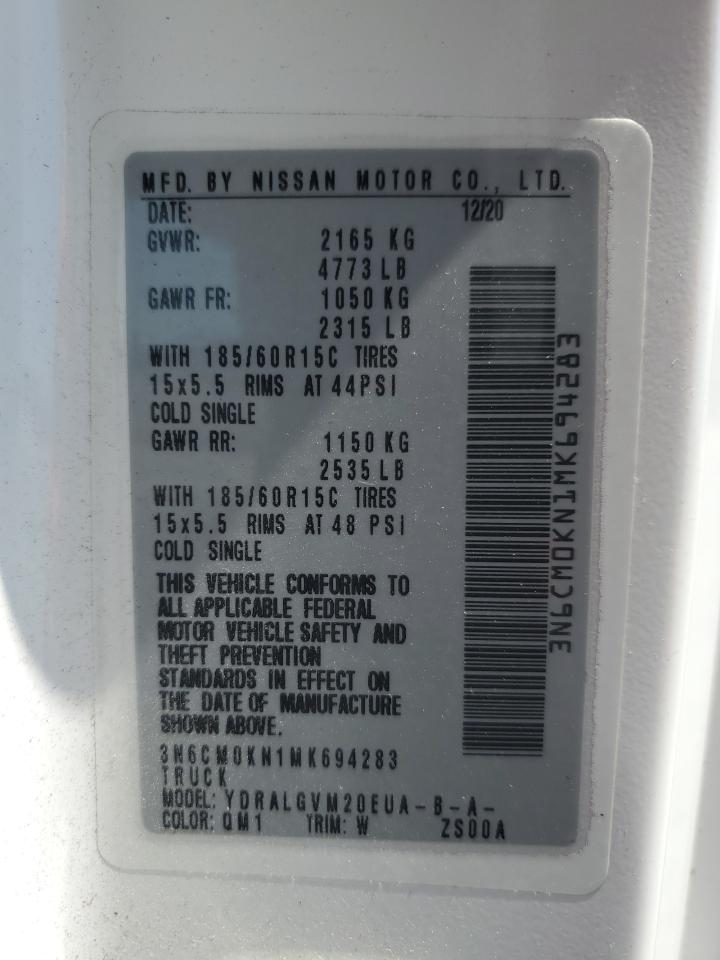 MFD. BY NISSAN MOTOR CO., LTD.
DATE: 12/20
GVWR: 2165 KG
4773 LB
GAWR FR: 1050 KG
2315 LB
WITH 185/60R15C TIRES
15x5.5 RIMS AT 44PSI
COLD SINGLE
GAWR RR: 1150 KG
2535 LB
WITH 185/60R15C TIRES
15x5.5 RIMS AT 48 PSI
COLD SINGLE
THIS VEHICLE CONFORMS TO
ALL APPLICABLE FEDERAL
MOTOR VEHICLE SAFETY AND
THEFT PREVENTION
STANDARDS IN EFFECT ON
THE DATE OF MANUFACTURE
SHOWN ABOVE.
3N6CM0KN1MK694283
TRUCK
MODEL: YDRALGVM20EUA-B-A-
COLOR: QM1 TRIM: W ZS00A
3N6CM0KN1MK694283